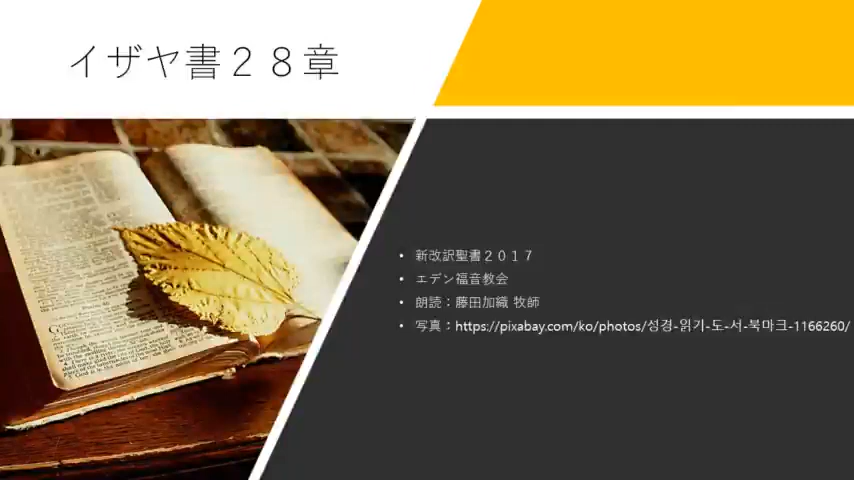 イザヤ書２８章
• 新改訳聖書２０１７
• エデン福音教会
• 朗読：藤田加織 牧師
• 写真：https://pixabay.com/ko/photos/성경-읽기-도-서-북마크-1166260/